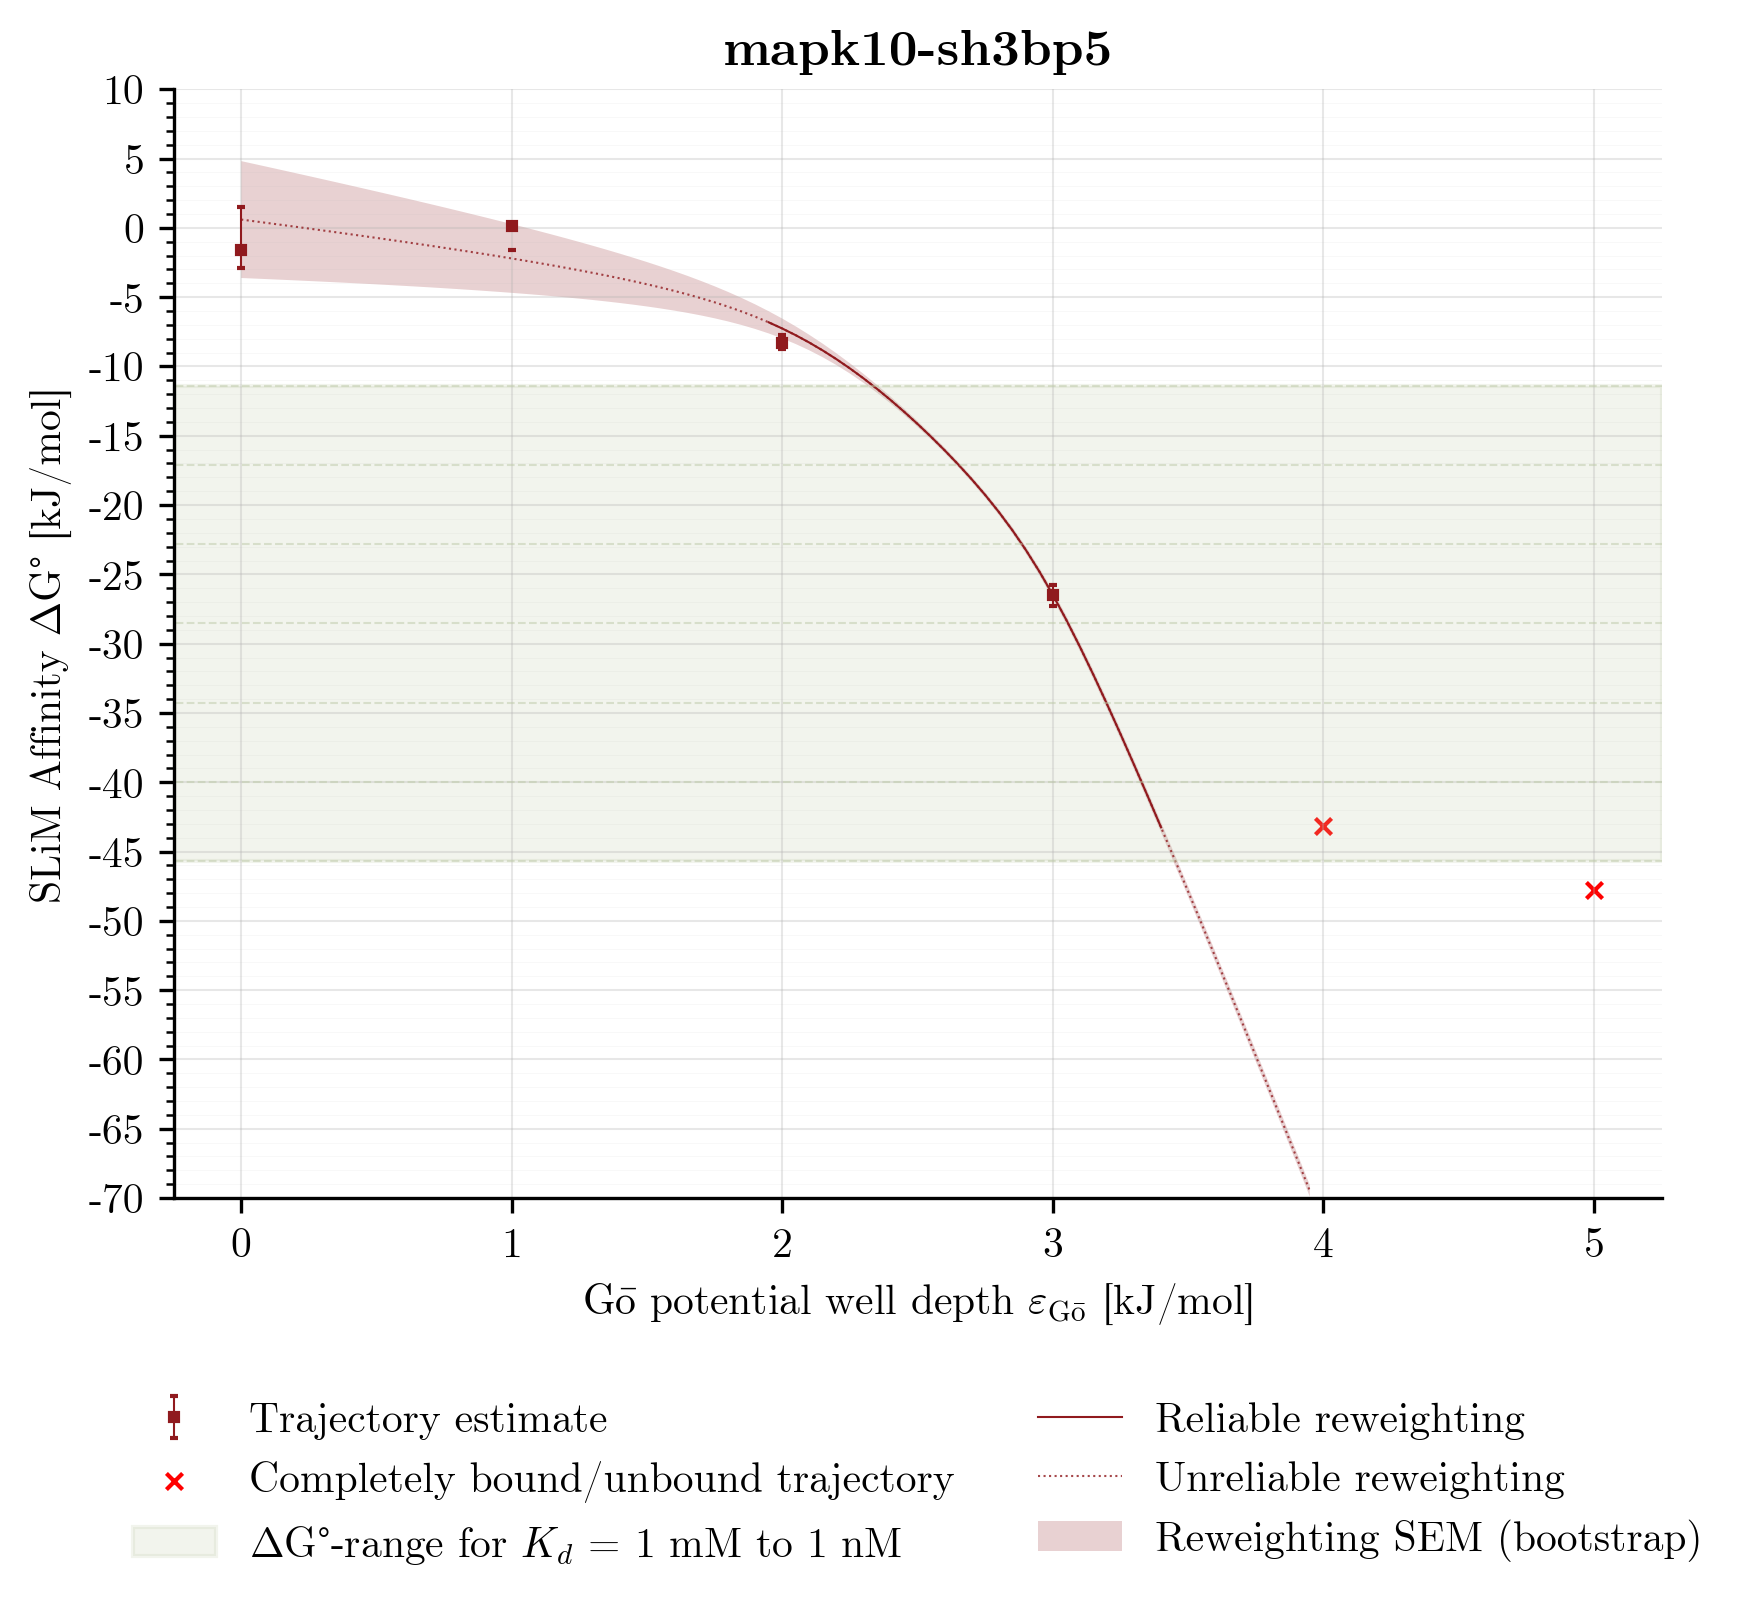 mapk10-sh3bp5
10
5
0
-5
-10
-15
-20
-25
-30
-35
-40
-45
-50
-55
-60
-65
-70
SLiM Affinity ΔG° [kJ/mol]
0 1 2 3 4 5
Gō potential well depth ε_Gō [kJ/mol]
Trajectory estimate
Completely bound/unbound trajectory
ΔG°-range for K_d = 1 mM to 1 nM
Reliable reweighting
Unreliable reweighting
Reweighting SEM (bootstrap)